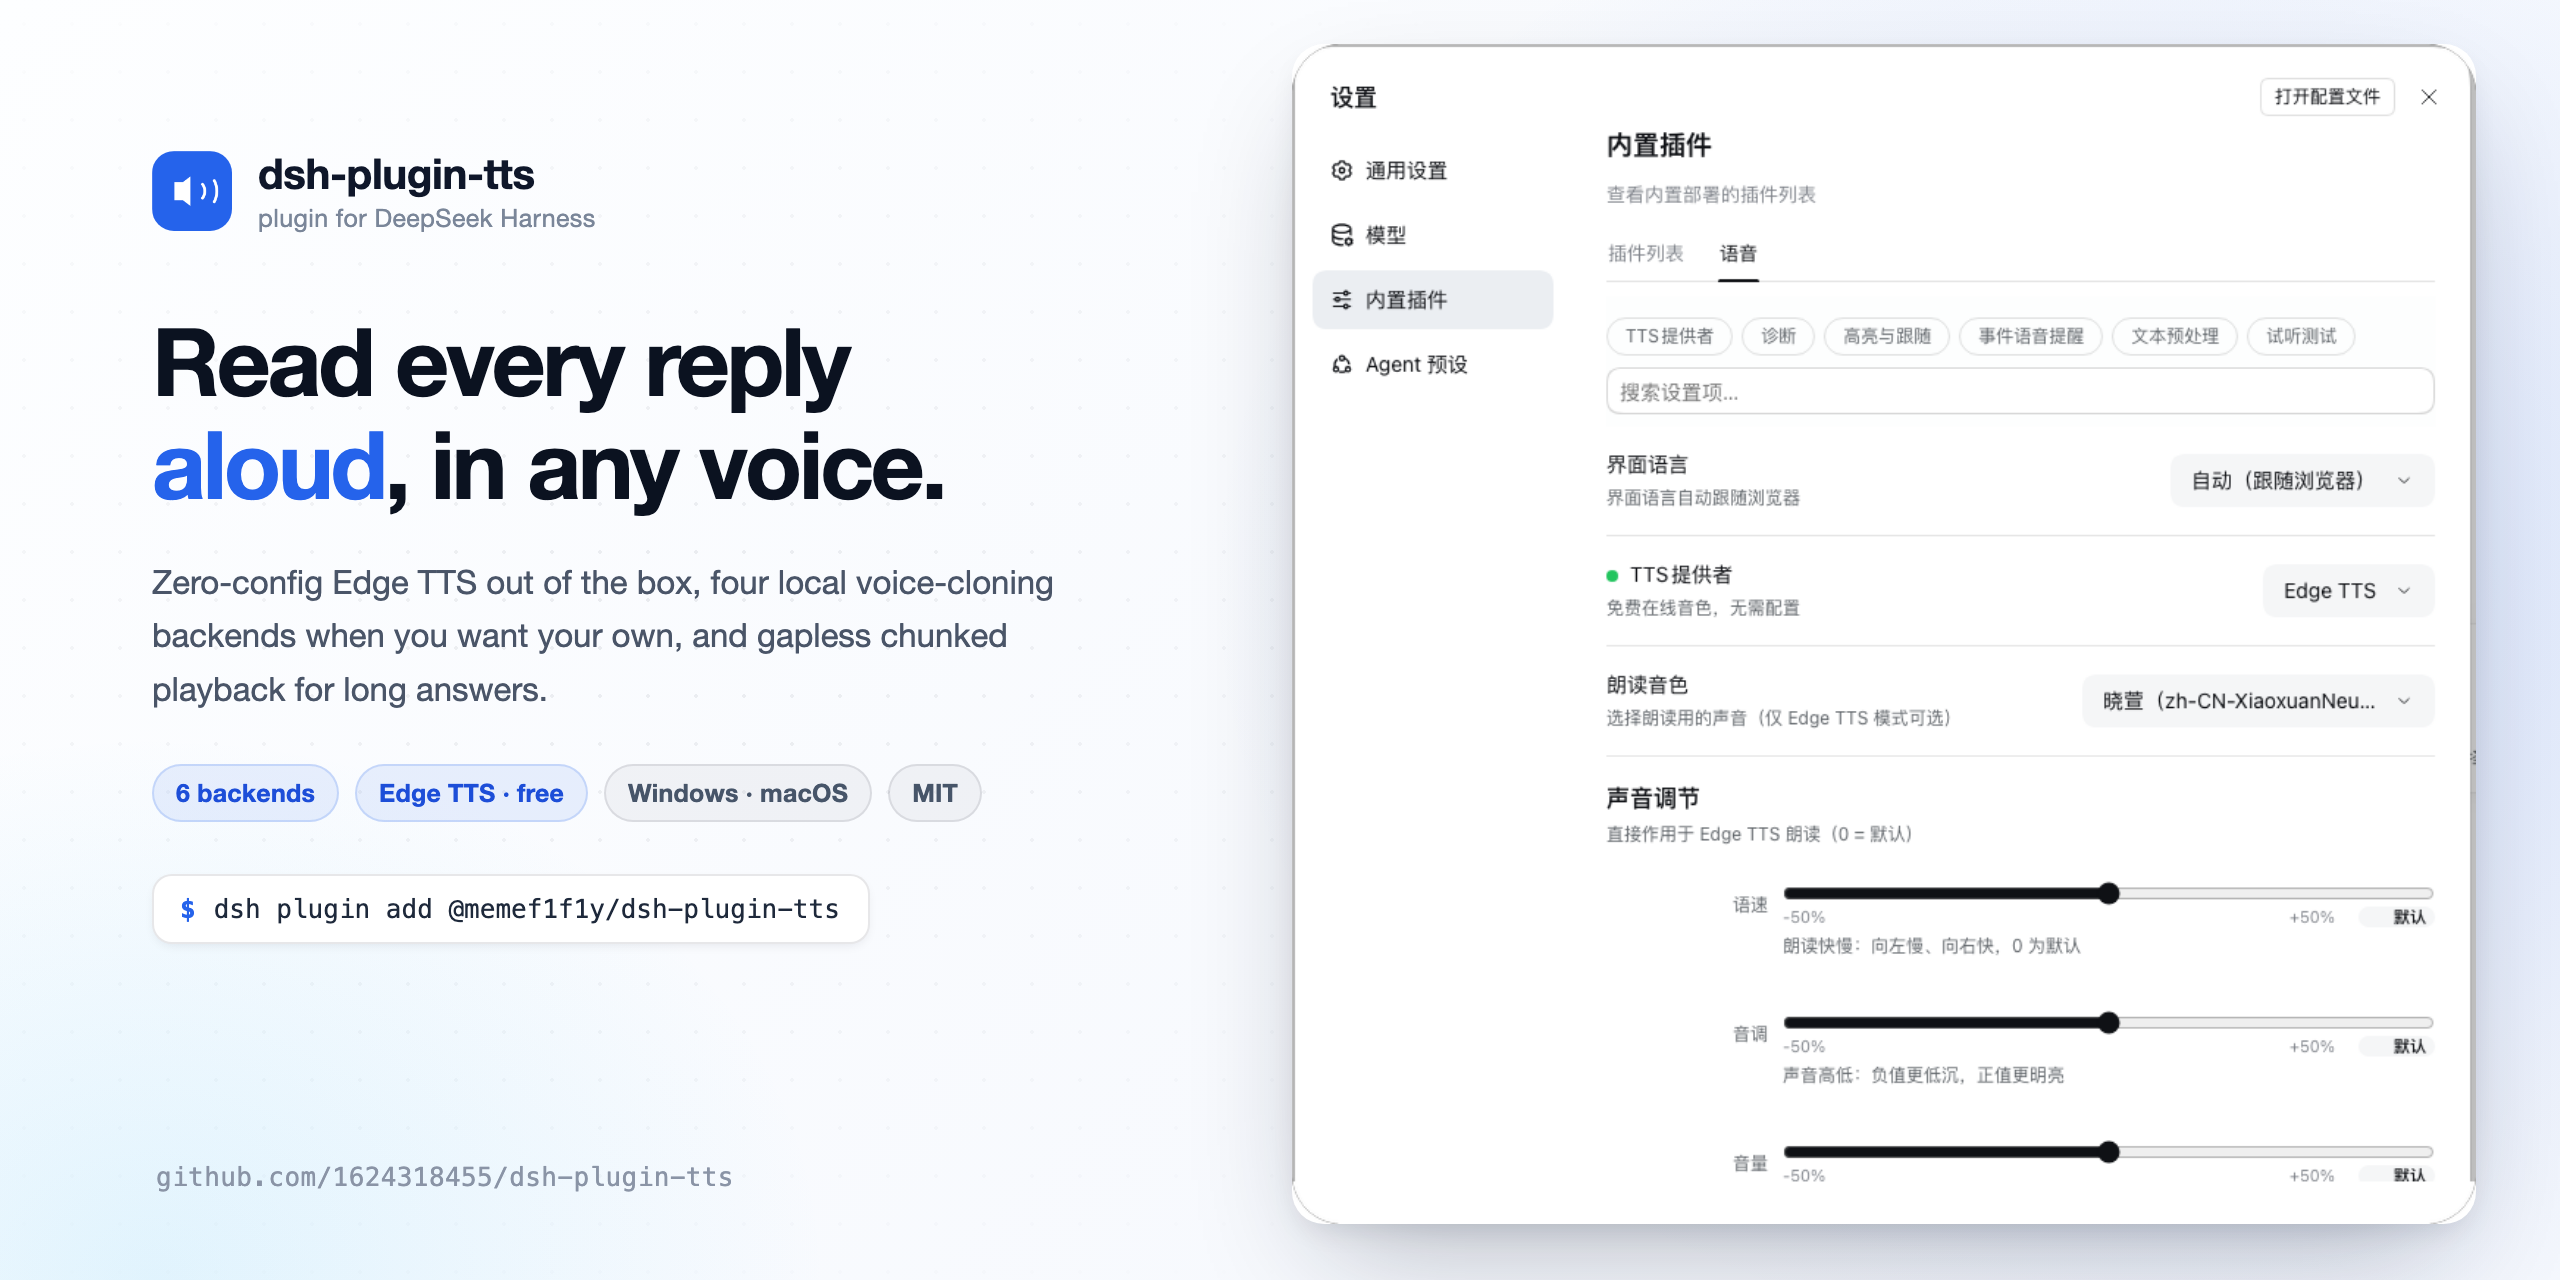 dsh-plugin-tts
plugin for DeepSeek Harness
Read every reply
aloud, in any voice.
Zero-config Edge TTS out of the box, four local voice-cloning
backends when you want your own, and gapless chunked
playback for long answers.
6 backends
Edge TTS · free
Windows · macOS
MIT
$ dsh plugin add @memef1f1y/dsh-plugin-tts
github.com/1624318455/dsh-plugin-tts
设置
打开配置文件
通用设置
模型
内置插件
Agent 预设
内置插件
查看内置部署的插件列表
插件列表
语音
TTS提供者
诊断
高亮与跟随
事件语音提醒
文本预处理
试听测试
搜索设置项...
界面语言
界面语言自动跟随浏览器
自动（跟随浏览器）
TTS提供者
免费在线音色，无需配置
Edge TTS
朗读音色
选择朗读用的声音（仅 Edge TTS 模式可选）
晓萱（zh-CN-XiaoxuanNeu...
声音调节
直接作用于 Edge TTS 朗读（0 = 默认）
语速
-50%
+50%
默认
朗读快慢：向左慢、向右快，0 为默认
音调
-50%
+50%
默认
声音高低：负值更低沉，正值更明亮
音量
-50%
+50%
默认